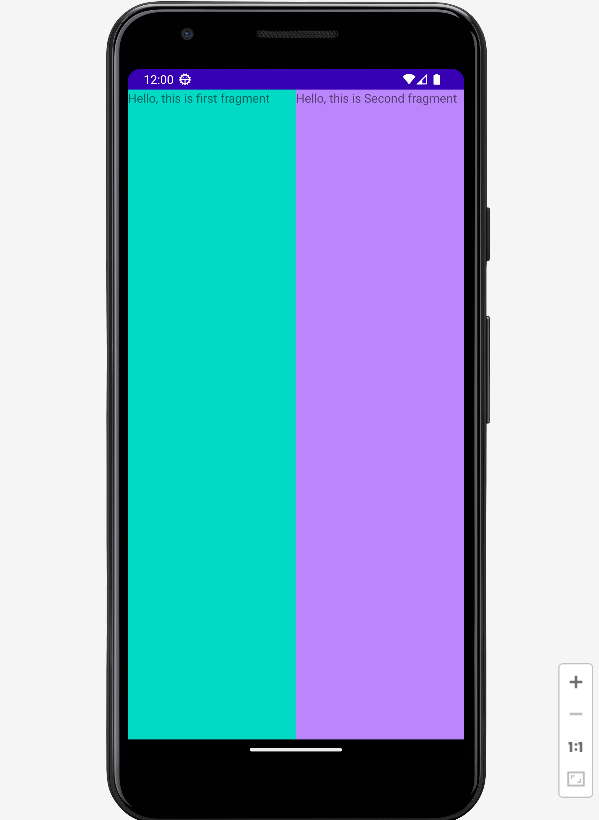 12:00
Hello, this is first fragment
Hello, this is Second fragment
1:1